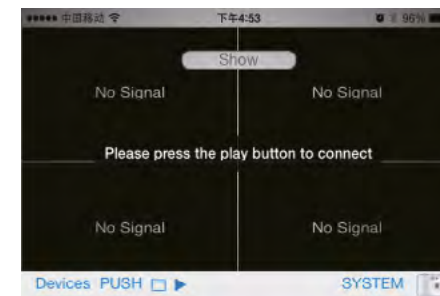 中国移动 下午4:53 96%
Show
No Signal No Signal
Please press the play button to connect
No Signal No Signal
Devices PUSH SYSTEM